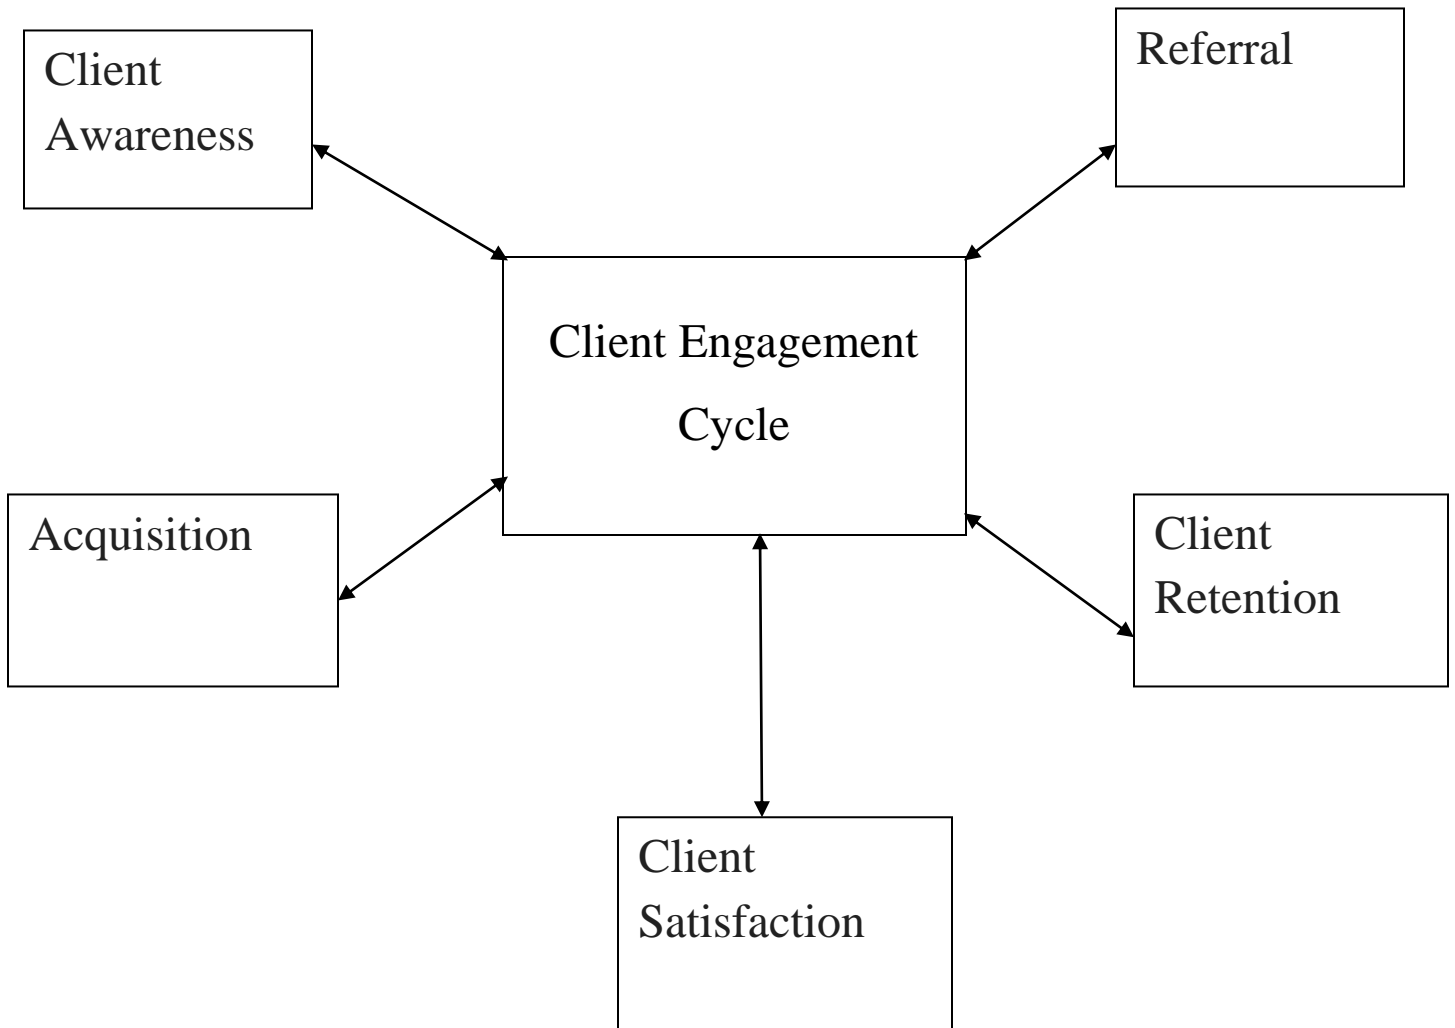 Client
Awareness
Referral
Client Engagement
Cycle
Acquisition
Client
Retention
Client
Satisfaction